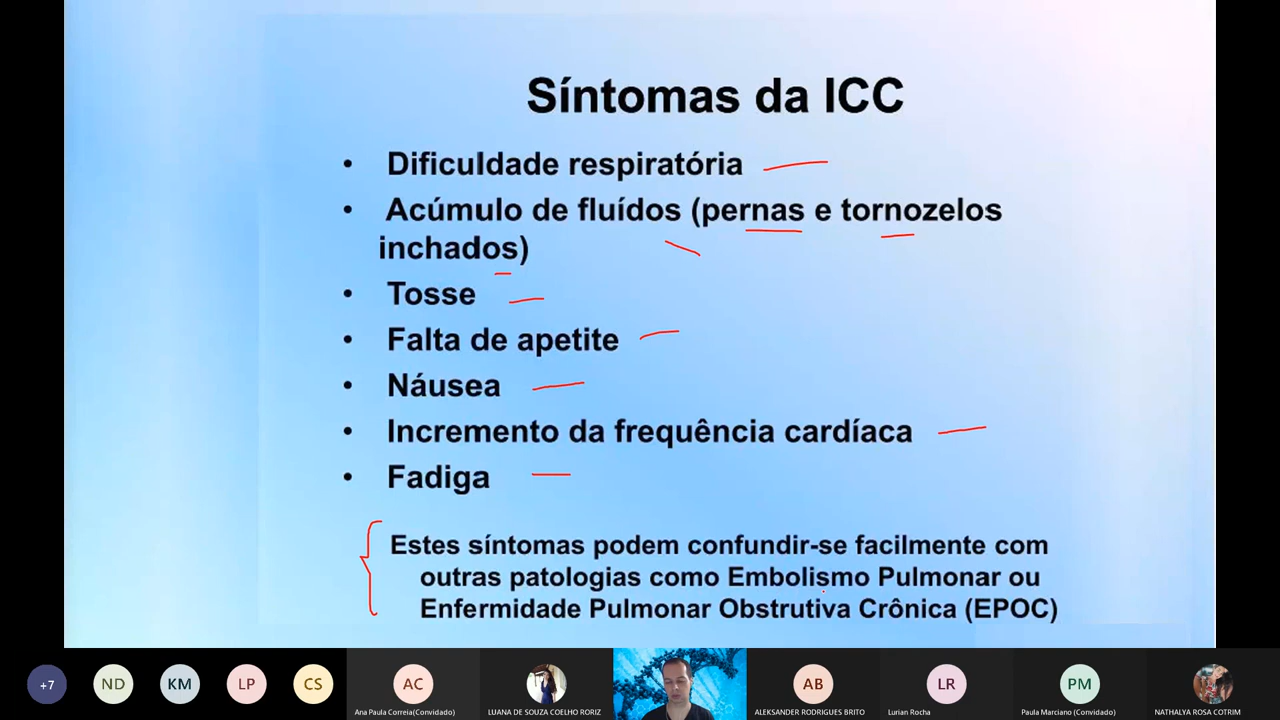 Síntomas da ICC
• Dificuldade respiratória
• Acúmulo de fluídos (pernas e tornozelos
inchados)
• Tosse
• Falta de apetite
• Náusea
• Incremento da frequência cardíaca
• Fadiga
Estes síntomas podem confundir-se facilmente com
outras patologias como Embolismo Pulmonar ou
Enfermidade Pulmonar Obstrutiva Crônica (EPOC)
+7 ND KM LP CS AC AB LR PM
Ana Paula Correia(Convidado) LUANA DE SOUZA COELHO RORIZ ALEKSANDER RODRIGUES BRITO Lurian Rocha Paula Marciano (Convidado) NATHALYA ROSA COTRIM